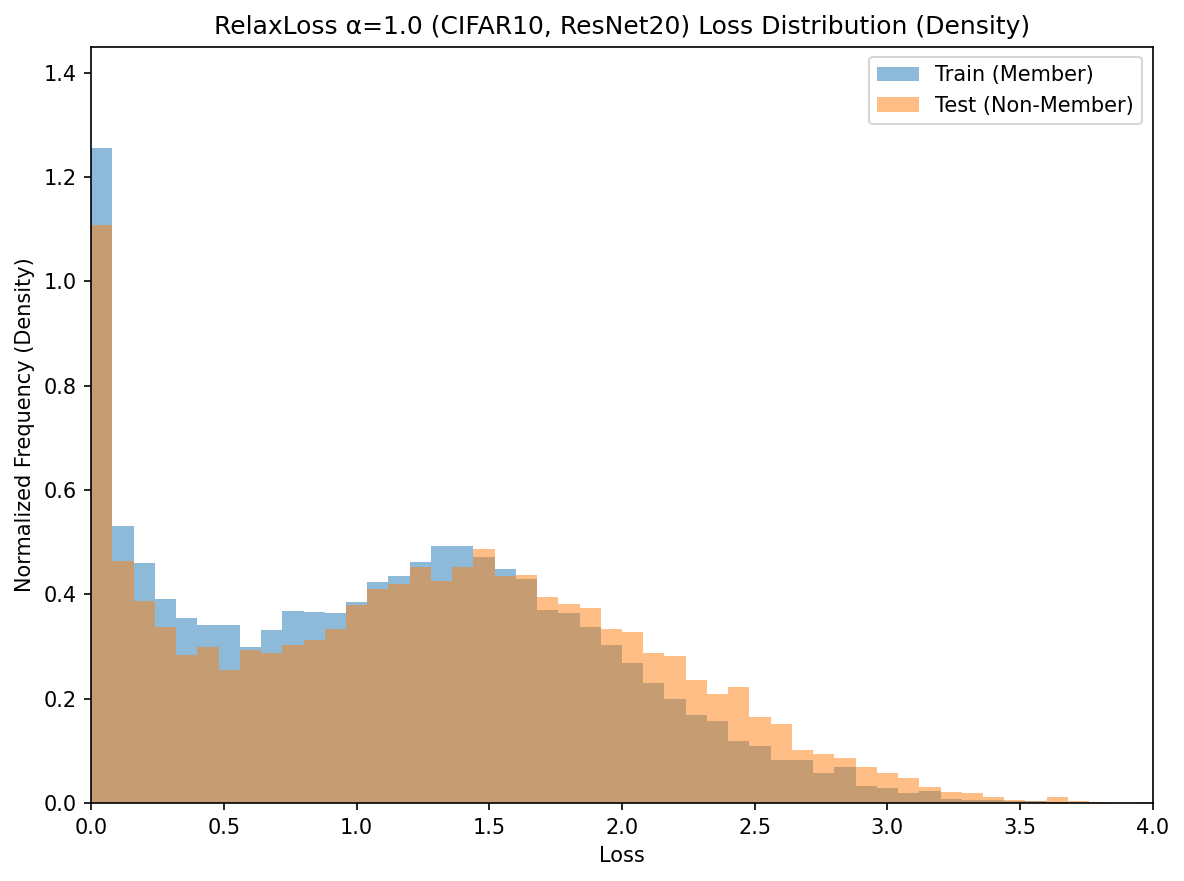 RelaxLoss α=1.0 (CIFAR10, ResNet20) Loss Distribution (Density)
Train (Member)
Test (Non-Member)
Normalized Frequency (Density)
1.4
1.2
1.0
0.8
0.6
0.4
0.2
0.0
0.0 0.5 1.0 1.5 2.0 2.5 3.0 3.5 4.0
Loss